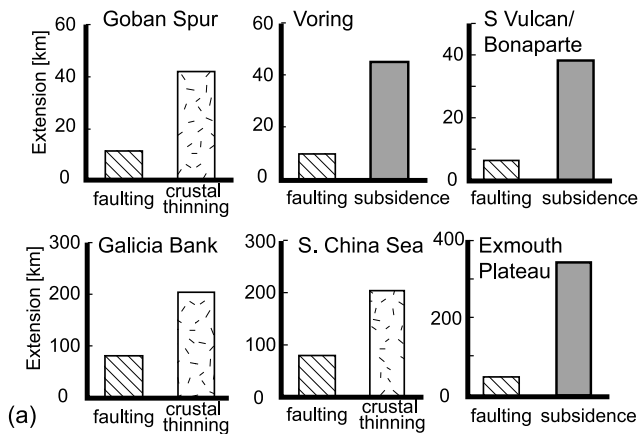 Goban Spur
Extension [km]
60
40
20
0
faulting
crustal
thinning
Voring
60
40
20
0
faulting
subsidence
S Vulcan/
Bonaparte
40
20
0
faulting
subsidence
Galicia Bank
Extension [km]
300
200
100
0
faulting
crustal
thinning
S. China Sea
300
200
100
0
faulting
crustal
thinning
Exmouth
Plateau
400
200
0
faulting
subsidence
(a)